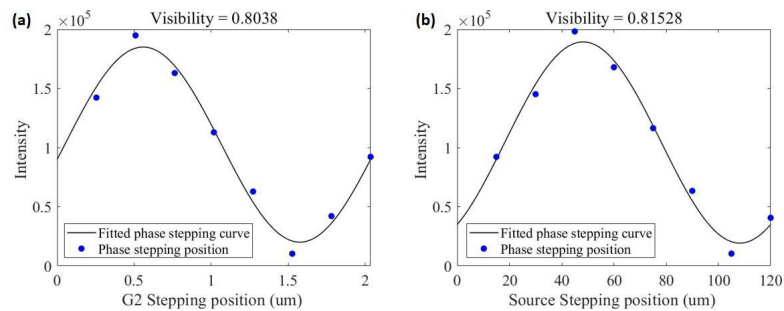 (a)
Visibility = 0.8038
×10^5
2
1.5
1
0.5
0
Intensity
Fitted phase stepping curve
Phase stepping position
0
0.5
1
1.5
2
G2 Stepping position (um)
(b)
Visibility = 0.81528
×10^5
2
1.5
1
0.5
0
Intensity
Fitted phase stepping curve
Phase stepping position
0
20
40
60
80
100
120
Source Stepping position (um)